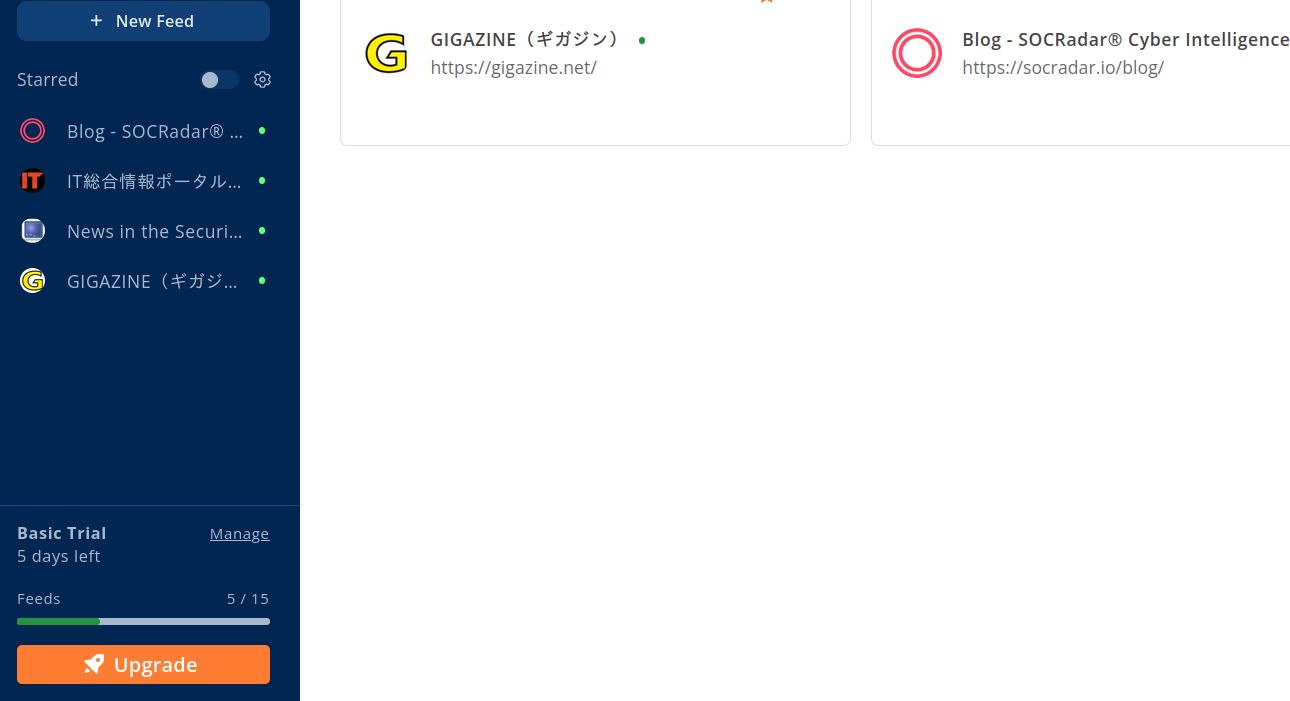 + New Feed
Starred
Blog - SOCRadar® ...
IT総合情報ポータル...
News in the Securi...
GIGAZINE（ギガジ...
Basic Trial
Manage
5 days left
Feeds
5 / 15
Upgrade
GIGAZINE（ギガジン）
https://gigazine.net/
Blog - SOCRadar® Cyber Intelligence
https://socradar.io/blog/